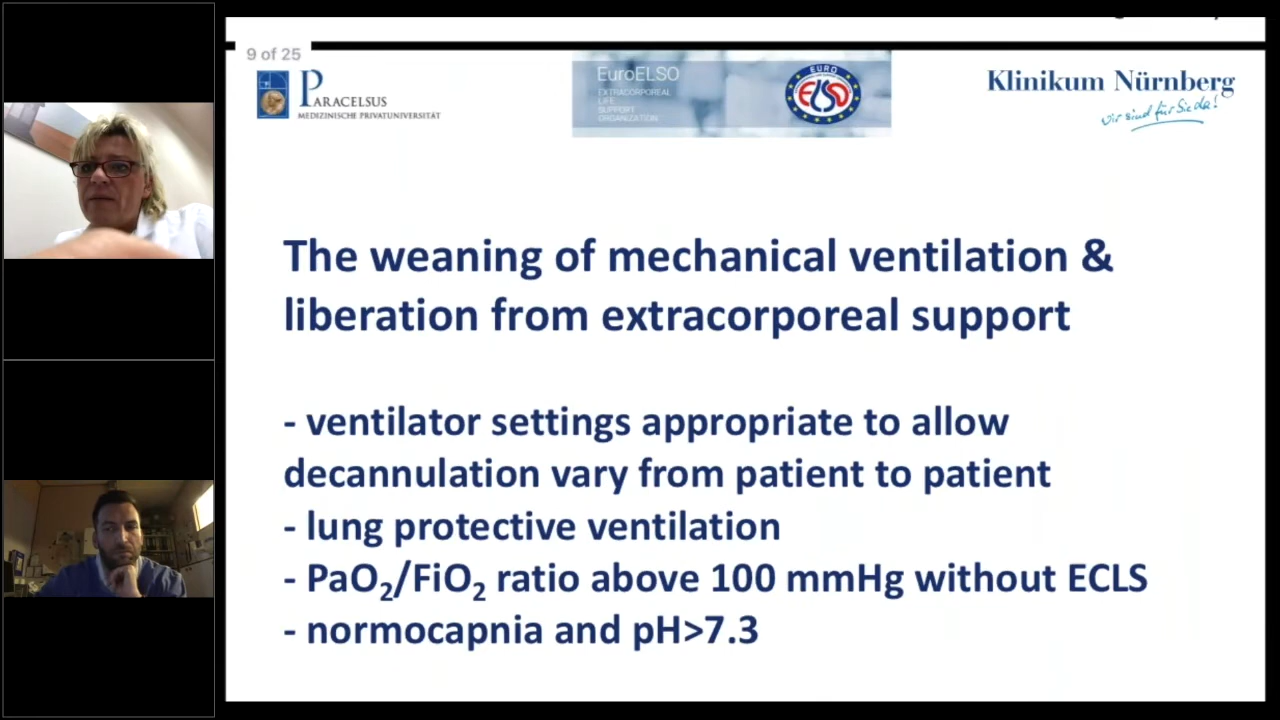 9 of 25
PARACELSUS
MEDIZINISCHE PRIVATUNIVERSITÄT
EuroELSO
EXTRACORPOREAL
LIFE
SUPPORT
ORGANIZATION
EURO
ELSO
Klinikum Nürnberg
Wir sind für Sie da!
The weaning of mechanical ventilation &
liberation from extracorporeal support
- ventilator settings appropriate to allow
decannulation vary from patient to patient
- lung protective ventilation
- PaO₂/FiO₂ ratio above 100 mmHg without ECLS
- normocapnia and pH>7.3